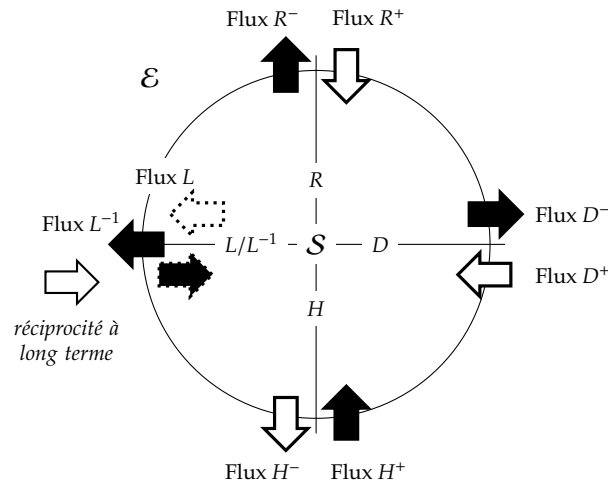 Flux R⁻
Flux R⁺
ℰ
Flux L
R
Flux L⁻¹
L/L⁻¹
𝒮
D
Flux D⁻
Flux D⁺
H
réciprocité à
long terme
Flux H⁻
Flux H⁺